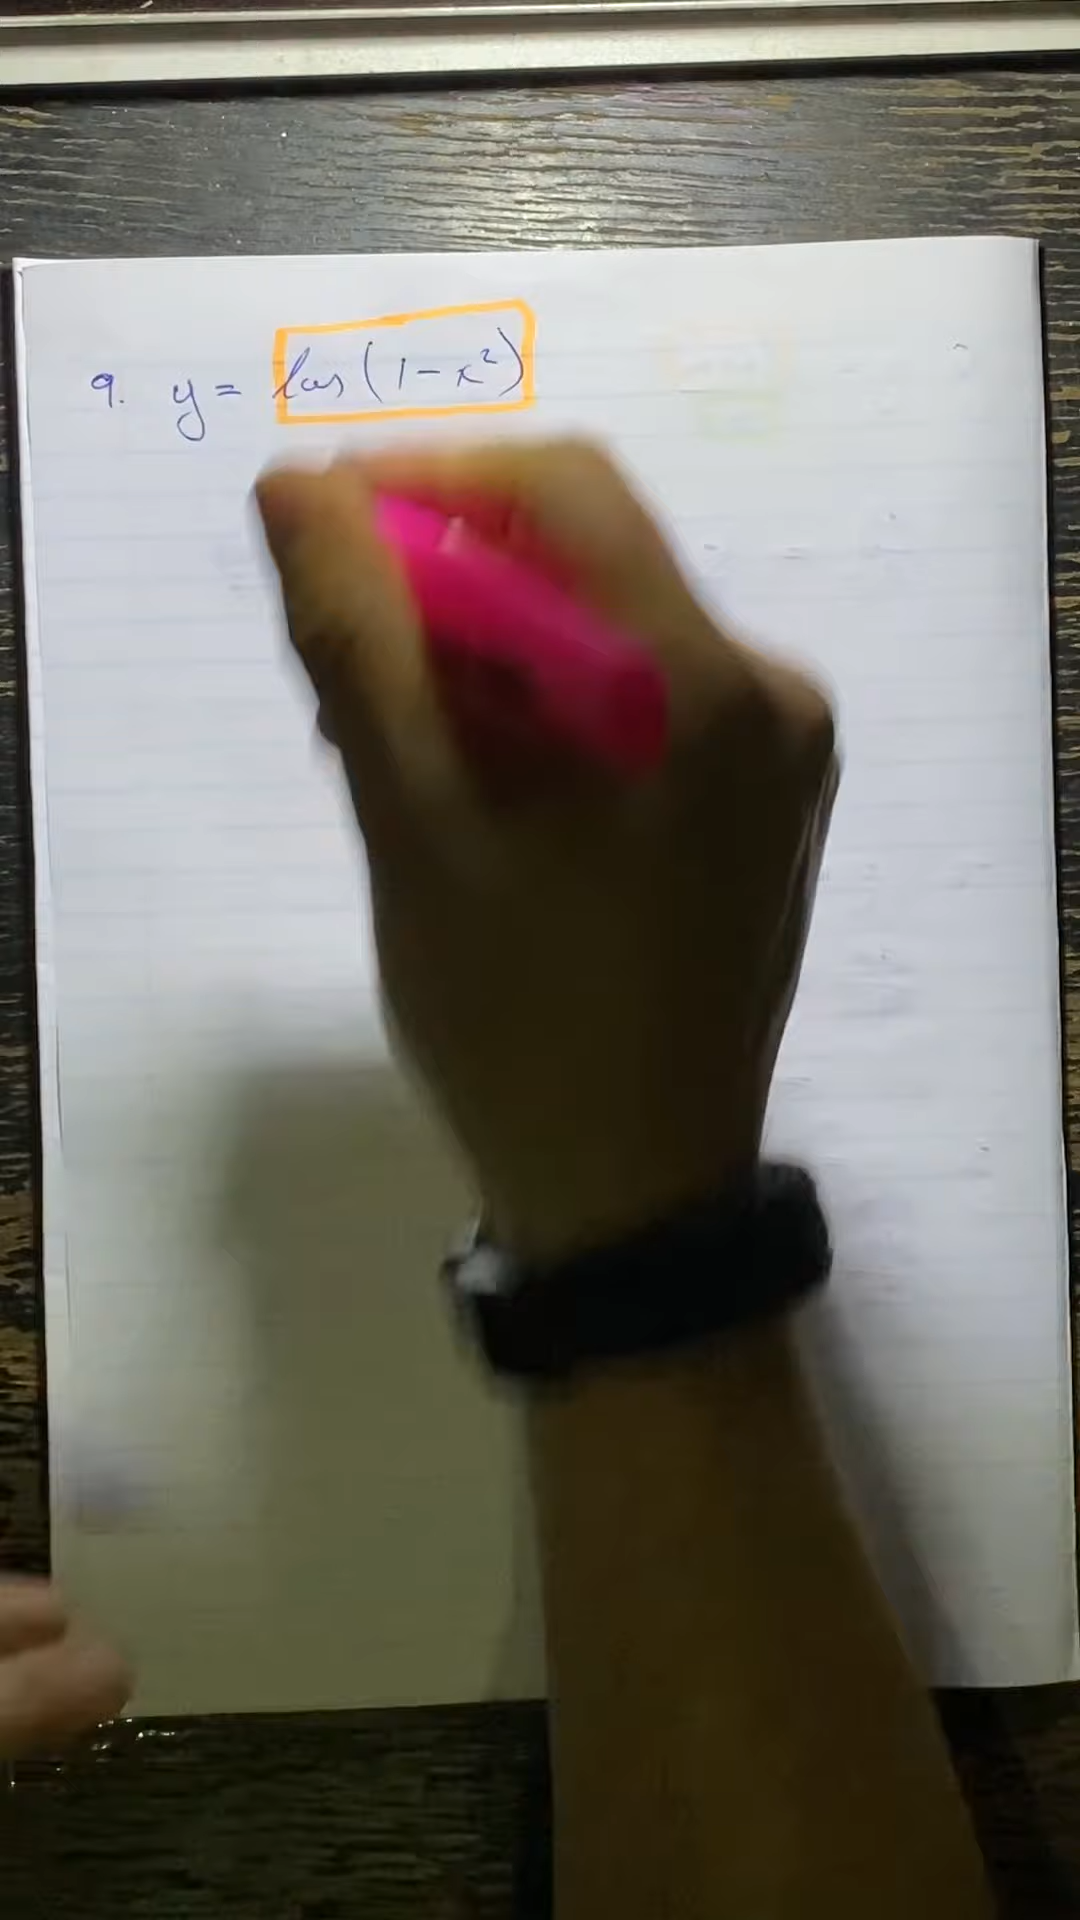 9. y = cos (1-x²)